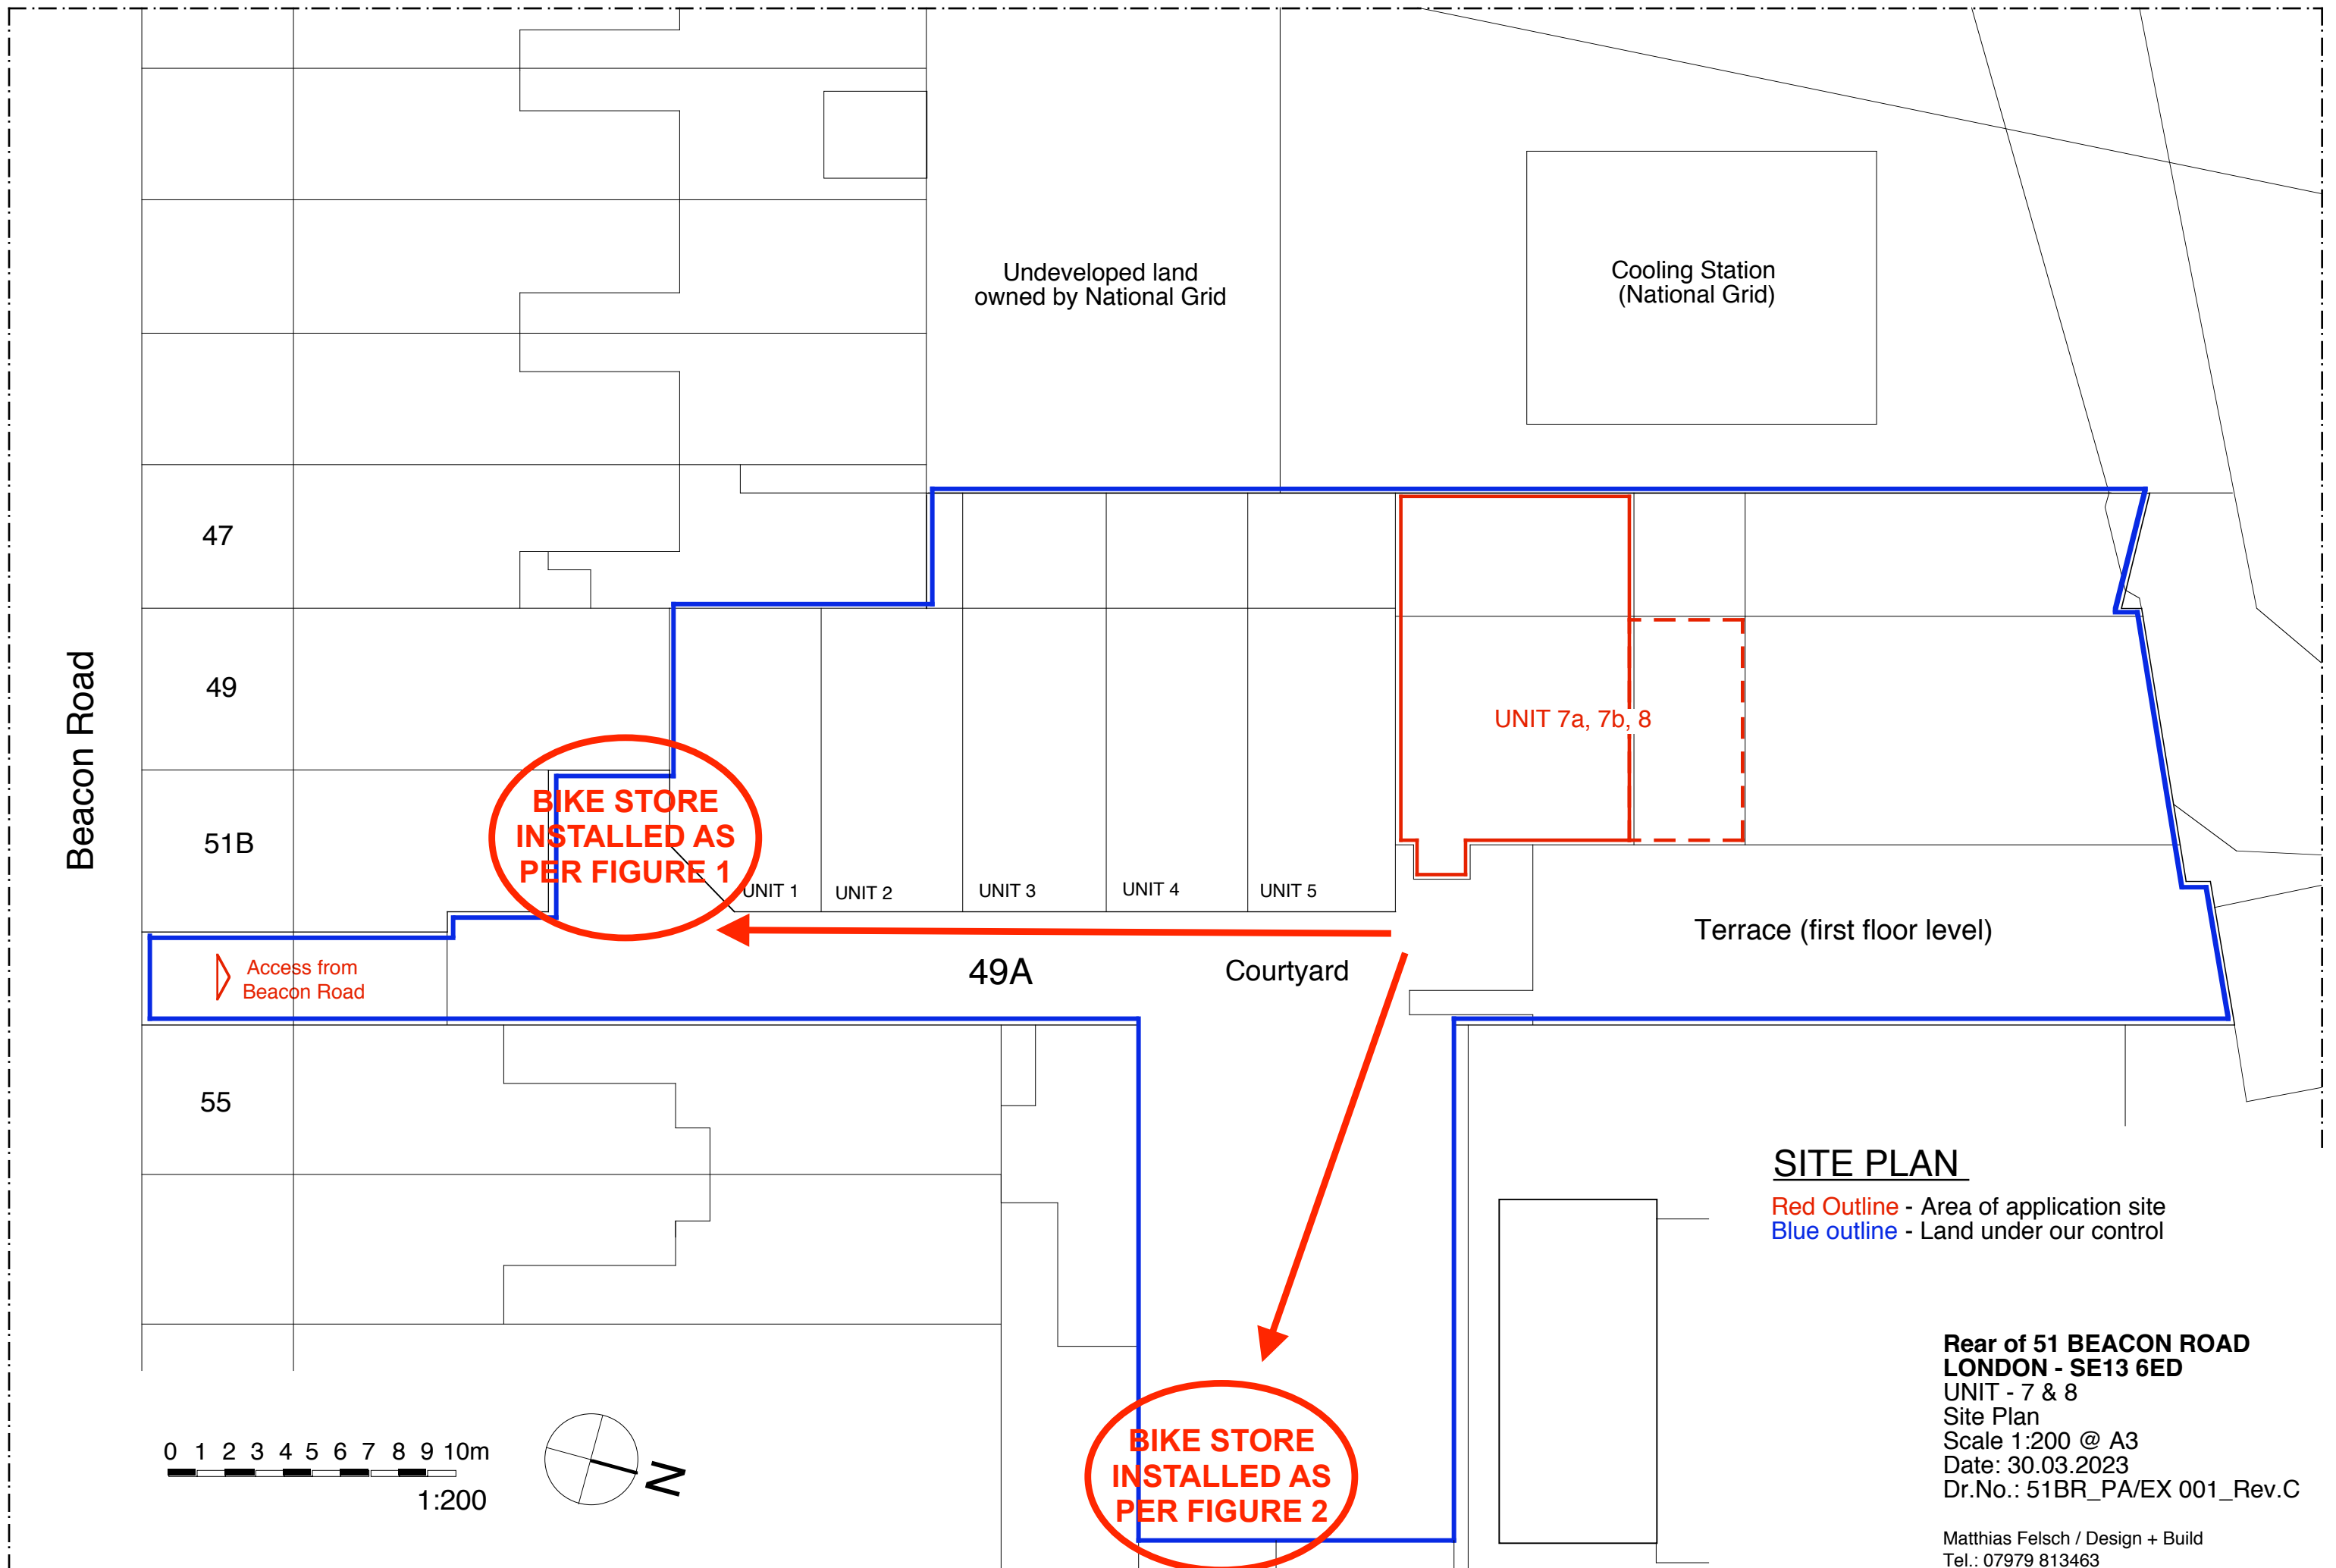 Undeveloped land
owned by National Grid
Cooling Station
(National Grid)
Beacon Road
47
49
51B
55
UNIT 7a, 7b, 8
BIKE STORE
INSTALLED AS
PER FIGURE 1
UNIT 1
UNIT 2
UNIT 3
UNIT 4
UNIT 5
Terrace (first floor level)
Access from
Beacon Road
49A
Courtyard
SITE PLAN
Red Outline - Area of application site
Blue outline - Land under our control
BIKE STORE
INSTALLED AS
PER FIGURE 2
0 1 2 3 4 5 6 7 8 9 10m
1:200
N
Rear of 51 BEACON ROAD
LONDON - SE13 6ED
UNIT - 7 & 8
Site Plan
Scale 1:200 @ A3
Date: 30.03.2023
Dr.No.: 51BR_PA/EX 001_Rev.C
Matthias Felsch / Design + Build
Tel.: 07979 813463